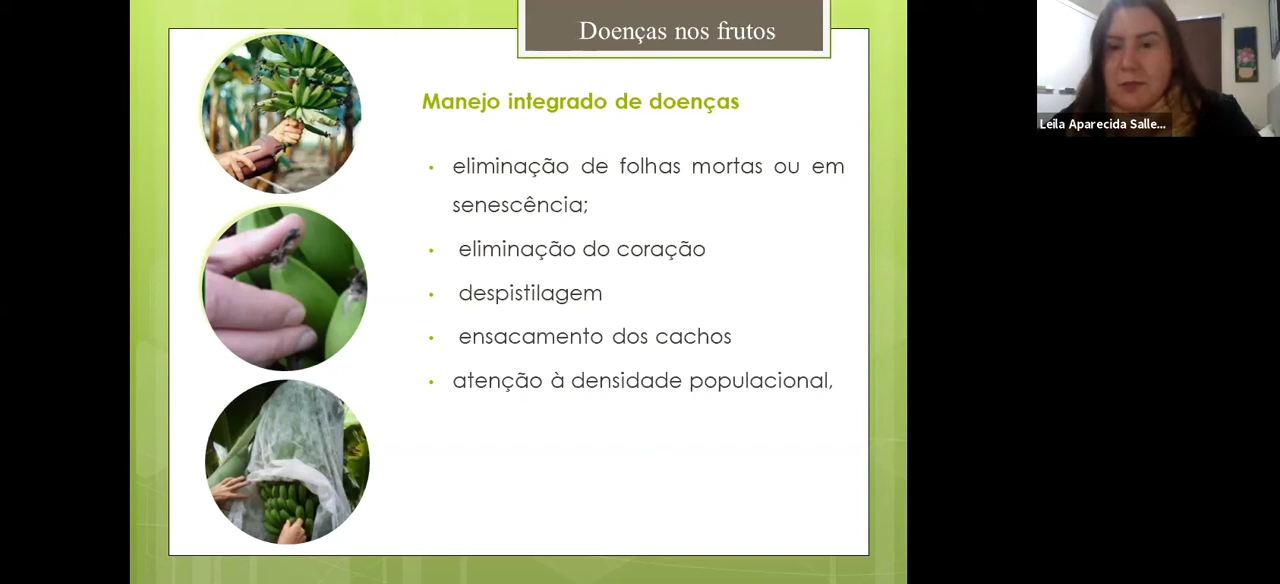 Doenças nos frutos
Manejo integrado de doenças
• eliminação de folhas mortas ou em
senescência;
• eliminação do coração
• despistilagem
• ensacamento dos cachos
• atenção à densidade populacional,
Leila Aparecida Salle...